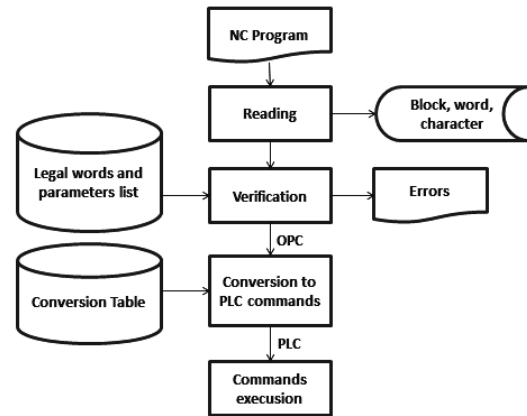 NC Program
Reading
Block, word,
character
Legal words and
parameters list
Verification
Errors
OPC
Conversion Table
Conversion to
PLC commands
PLC
Commands
execusion